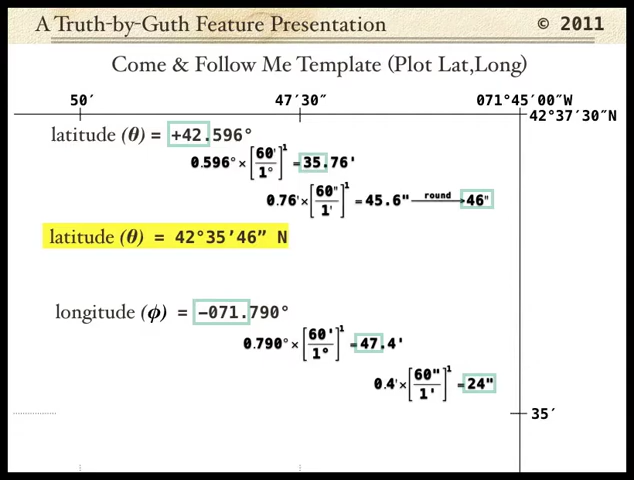 A Truth-by-Guth Feature Presentation © 2011
Come & Follow Me Template (Plot Lat,Long)
50′ 47′30″ 071°45′00″W
42°37′30″N
latitude (θ) = +42.596°
0.596° × [60′/1°]¹ = 35.76′
0.76′ × [60″/1′]¹ = 45.6" round 46"
latitude (θ) = 42°35′46” N
longitude (ϕ) = −071.790°
0.790° × [60'/1°]¹ = 47.4'
0.4' × [60"/1']¹ = 24"
35′